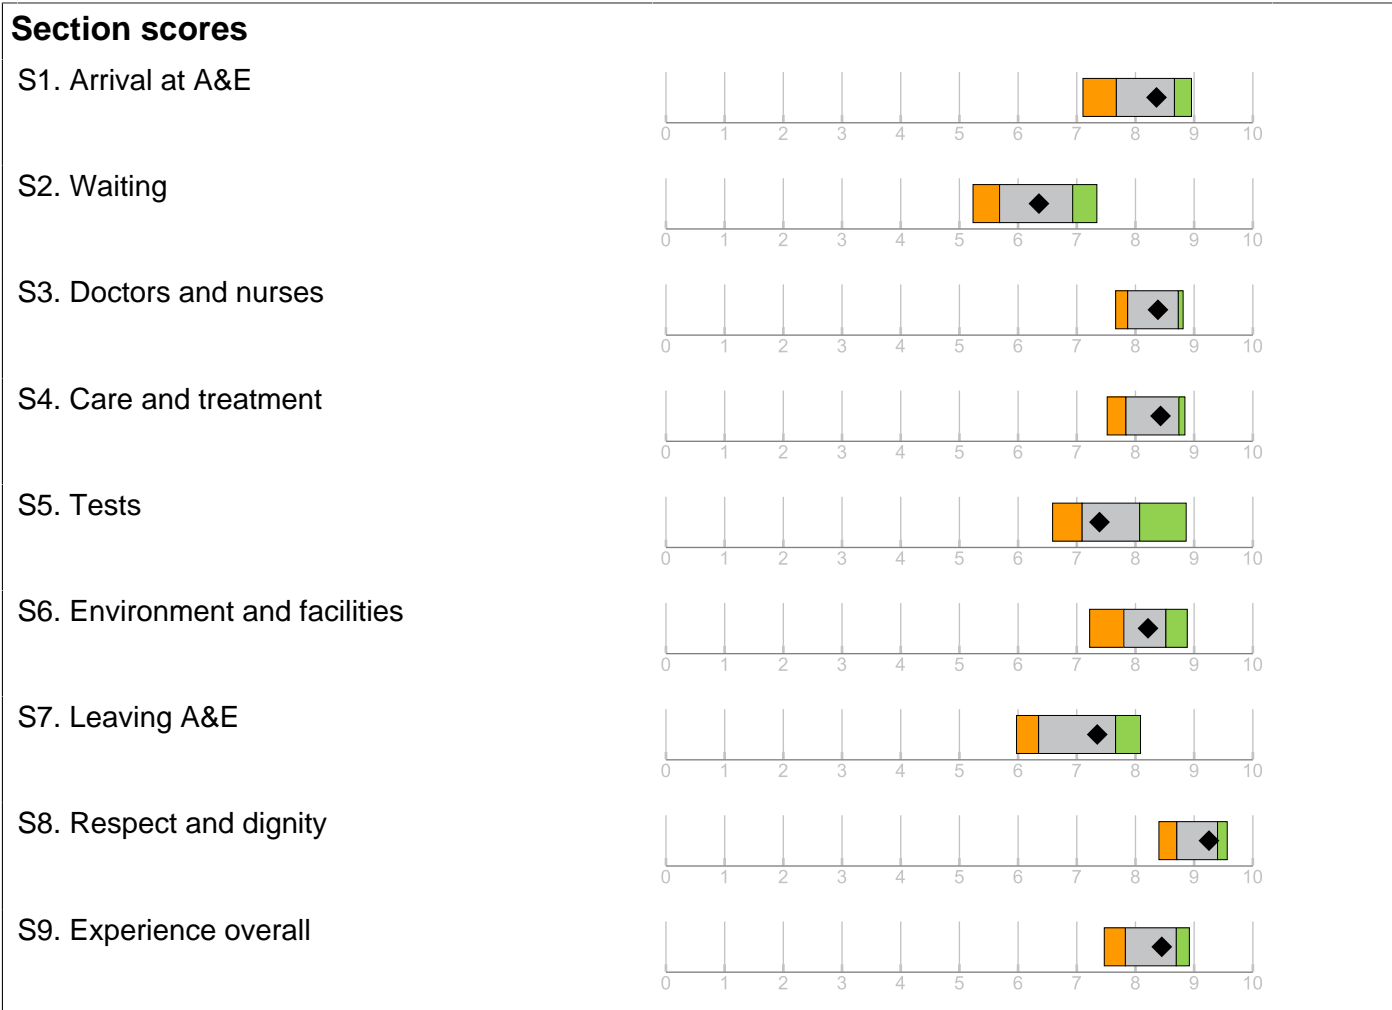 Section scores
S1. Arrival at A&E
0 1 2 3 4 5 6 7 8 9 10
S2. Waiting
0 1 2 3 4 5 6 7 8 9 10
S3. Doctors and nurses
0 1 2 3 4 5 6 7 8 9 10
S4. Care and treatment
0 1 2 3 4 5 6 7 8 9 10
S5. Tests
0 1 2 3 4 5 6 7 8 9 10
S6. Environment and facilities
0 1 2 3 4 5 6 7 8 9 10
S7. Leaving A&E
0 1 2 3 4 5 6 7 8 9 10
S8. Respect and dignity
0 1 2 3 4 5 6 7 8 9 10
S9. Experience overall
0 1 2 3 4 5 6 7 8 9 10